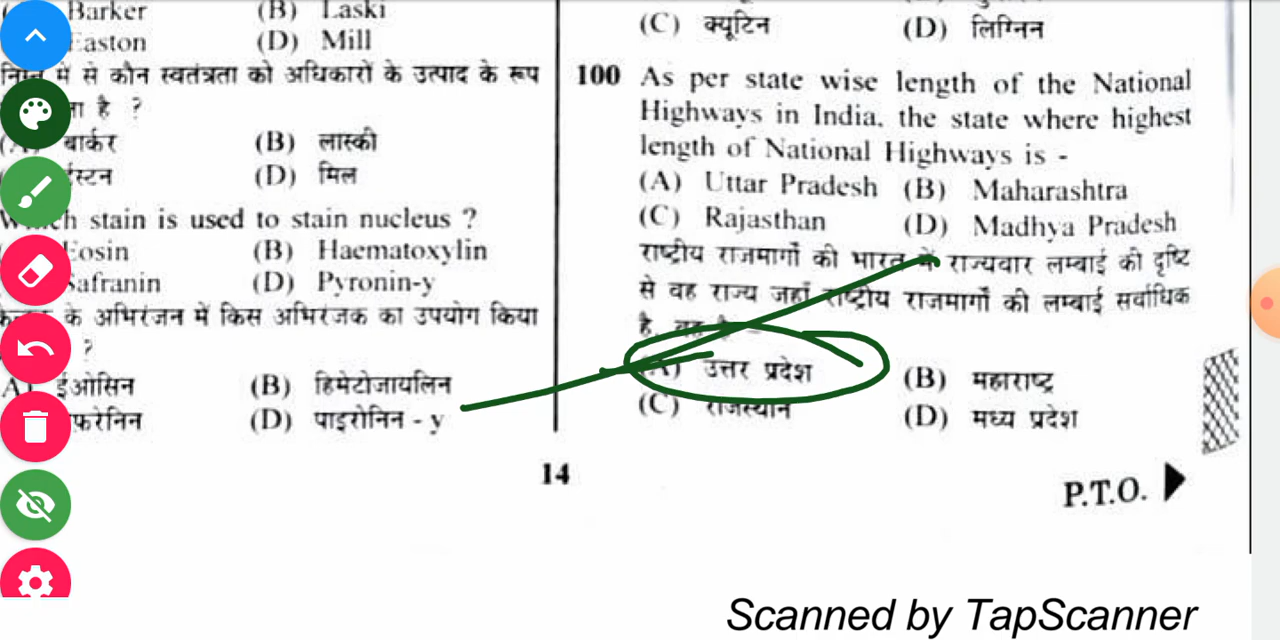 Barker (B) Laski
Easton (D) Mill
निम्न में से कौन स्वतंत्रता को अधिकारों के उत्पाद के रूप
है ?
बार्कर (B) लास्की
ईस्टन (D) मिल
stain is used to stain nucleus ?
Eosin (B) Haematoxylin
Safranin (D) Pyronin-y
के अभिरंजन में किस अभिरंजक का उपयोग किया
?
ईओसिन (B) हिमेटोजायलिन
(D) पाइरोनिन - y
(C) क्यूटिन (D) लिग्निन
100 As per state wise length of the National
Highways in India, the state where highest
length of National Highways is -
(A) Uttar Pradesh (B) Maharashtra
(C) Rajasthan (D) Madhya Pradesh
राष्ट्रीय राजमार्गों की भारत में राज्यवार लम्बाई की दृष्टि
से वह राज्य जहाँ राष्ट्रीय राजमार्गों की लम्बाई सर्वाधिक
है, वह है -
(A) उत्तर प्रदेश (B) महाराष्ट्र
(C) राजस्थान (D) मध्य प्रदेश
14
P.T.O.
Scanned by TapScanner